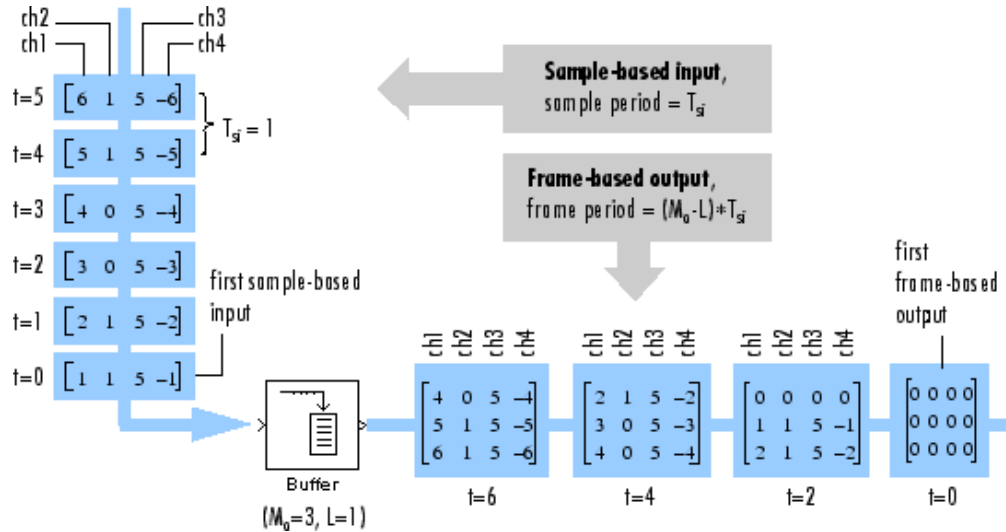 ch2
ch1
ch3
ch4
t=5 [6 1 5 −6]
T_si = 1
t=4 [5 1 5 −5]
t=3 [4 0 5 −4]
t=2 [3 0 5 −3]
t=1 [2 1 5 −2]
t=0 [1 1 5 −1]
first sample-based
input
Sample-based input,
sample period = T_si
Frame-based output,
frame period = (M_o-L)*T_si
first
frame-based
output
Buffer
(M_o=3, L=1)
ch1 ch2 ch3 ch4
4 0 5 −4
5 1 5 −5
6 1 5 −6
t=6
ch1 ch2 ch3 ch4
2 1 5 −2
3 0 5 −3
4 0 5 −4
t=4
ch1 ch2 ch3 ch4
0 0 0 0
1 1 5 −1
2 1 5 −2
t=2
0 0 0 0
0 0 0 0
0 0 0 0
t=0